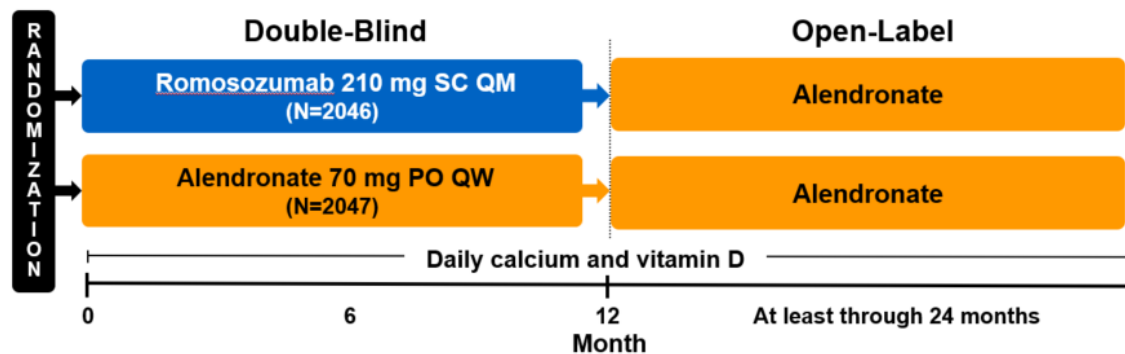 RANDOMIZATION
Double-Blind
Open-Label
Romosozumab 210 mg SC QM
(N=2046)
Alendronate
Alendronate 70 mg PO QW
(N=2047)
Alendronate
Daily calcium and vitamin D
0
6
12
At least through 24 months
Month